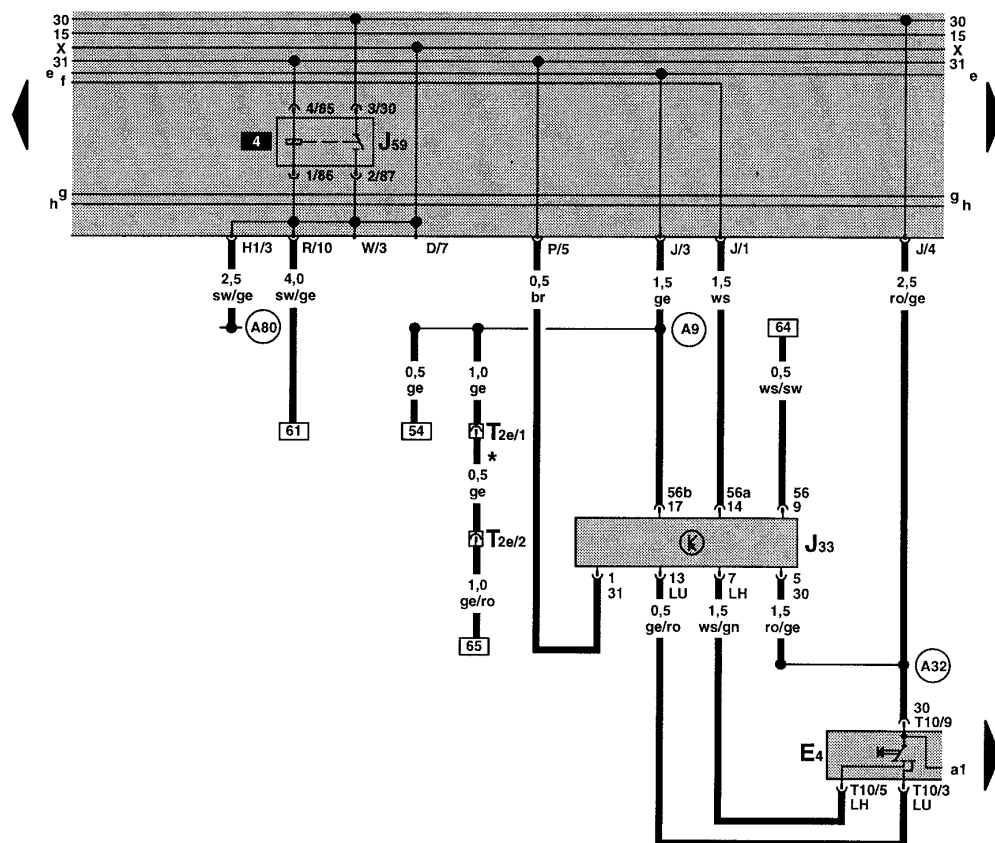 30 30
15 15
X X
31 31
e e
f
4/85 3/30
4 J59
1/86 2/87
g g
h h
H1/3 R/10 W/3 D/7 P/5 J/3 J/1 J/4
2,5 4,0 0,5 1,5 1,5 2,5
sw/ge sw/ge br ge ws ro/ge
A80 A9 64
0,5 1,0 0,5
ge ge ws/sw
61 54 T2e/1
*
0,5
ge
56b 56a 56
17 14 9
T2e/2 J33
1 13 7 5
31 LU LH 30
1,0 0,5 1,5 1,5
ge/ro ge/ro ws/gn ro/ge
65 A32
30
T10/9
E4
a1
T10/5 T10/3
LH LU